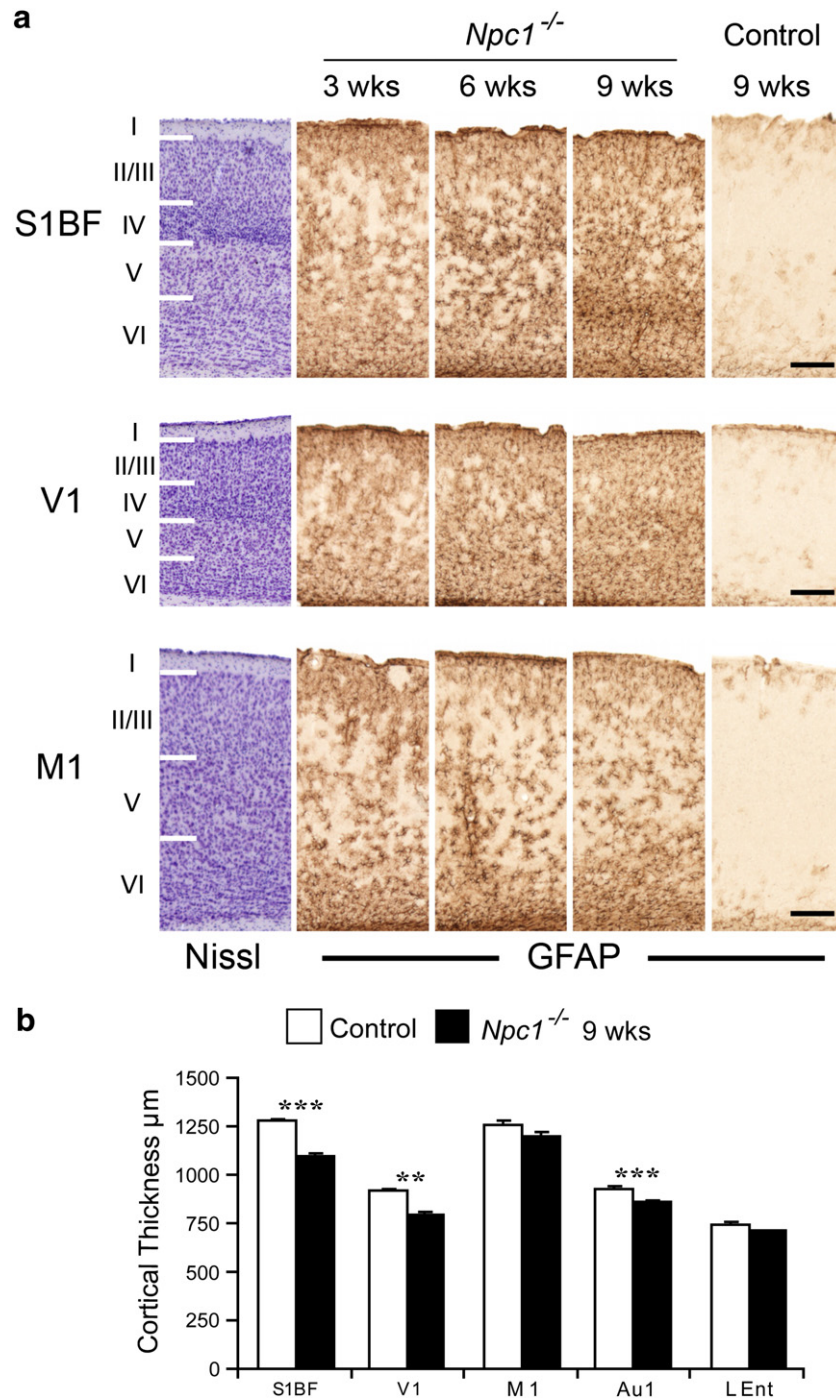 a
Npc1-/- Control
3 wks 6 wks 9 wks 9 wks
S1BF
I
II/III
IV
V
VI
V1
I
II/III
IV
V
VI
M1
I
II/III
V
VI
Nissl GFAP
b
Control Npc1-/- 9 wks
Cortical Thickness µm
1500
1250
1000
750
500
250
0
*** ** ***
S1BF V1 M1 Au1 LEnt